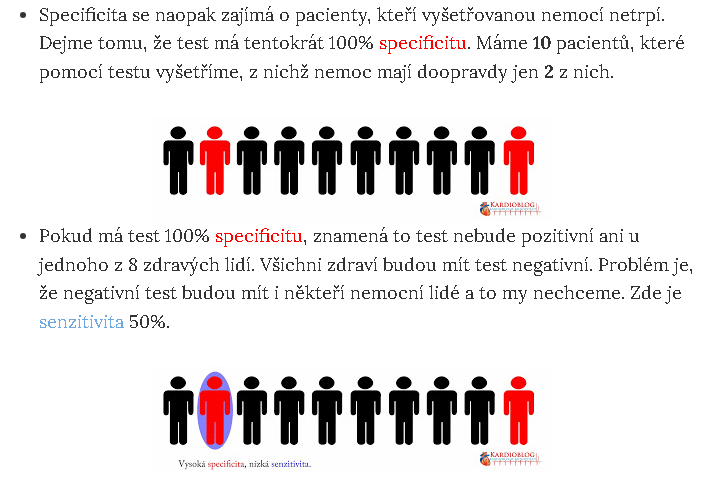 Specificita se naopak zajímá o pacienty, kteří vyšetřovanou nemocí netrpí.
Dejme tomu, že test má tentokrát 100% specificitu. Máme 10 pacientů, které
pomocí testu vyšetříme, z nichž nemoc mají doopravdy jen 2 z nich.
KARDIOBLOG
Pokud má test 100% specificitu, znamená to test nebude pozitivní ani u
jednoho z 8 zdravých lidí. Všichni zdraví budou mít test negativní. Problém je,
že negativní test budou mít i někteří nemocní lidé a to my nechceme. Zde je
senzitivita 50%.
Vysoká specificita, nízká senzitivita.
KARDIOBLOG